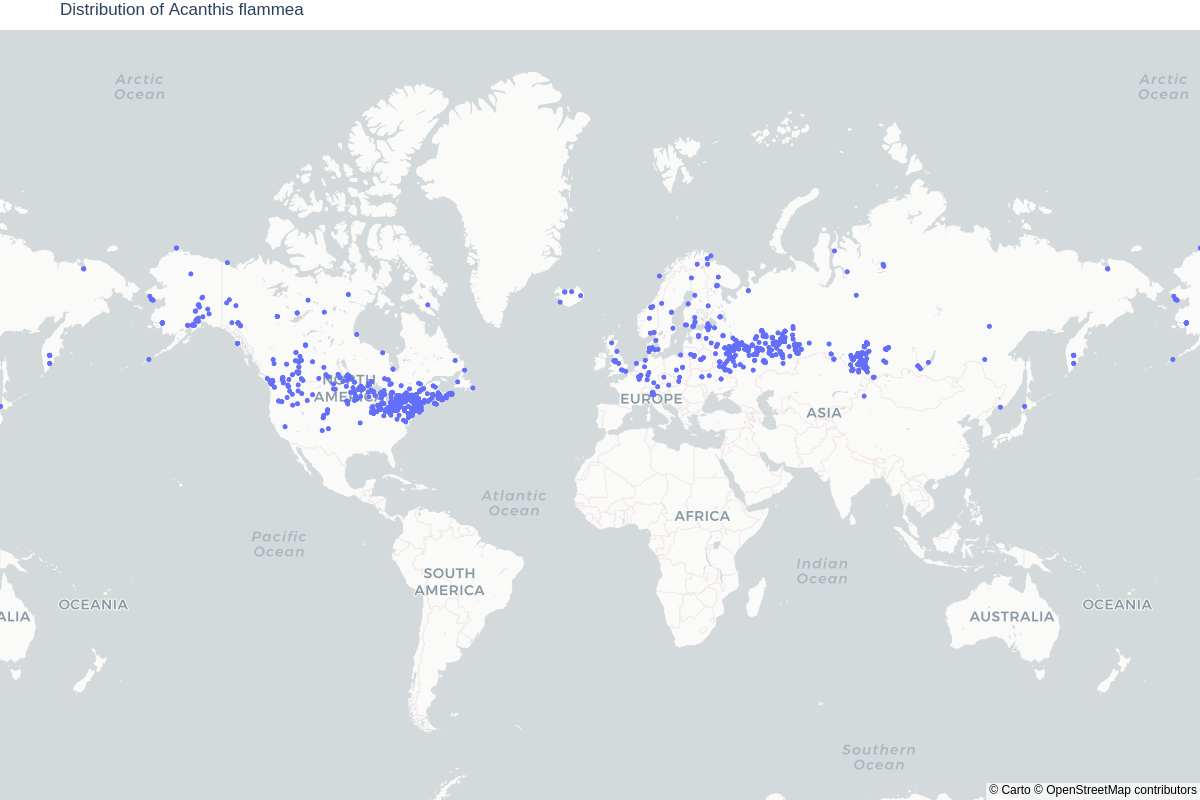 Distribution of Acanthis flammea
Arctic
Ocean
Arctic
Ocean
NORTH
AMERICA
EUROPE
ASIA
Atlantic
Ocean
AFRICA
Pacific
Ocean
Indian
Ocean
SOUTH
AMERICA
OCEANIA
OCEANIA
ALIA
AUSTRALIA
Southern
Ocean
© Carto © OpenStreetMap contributors